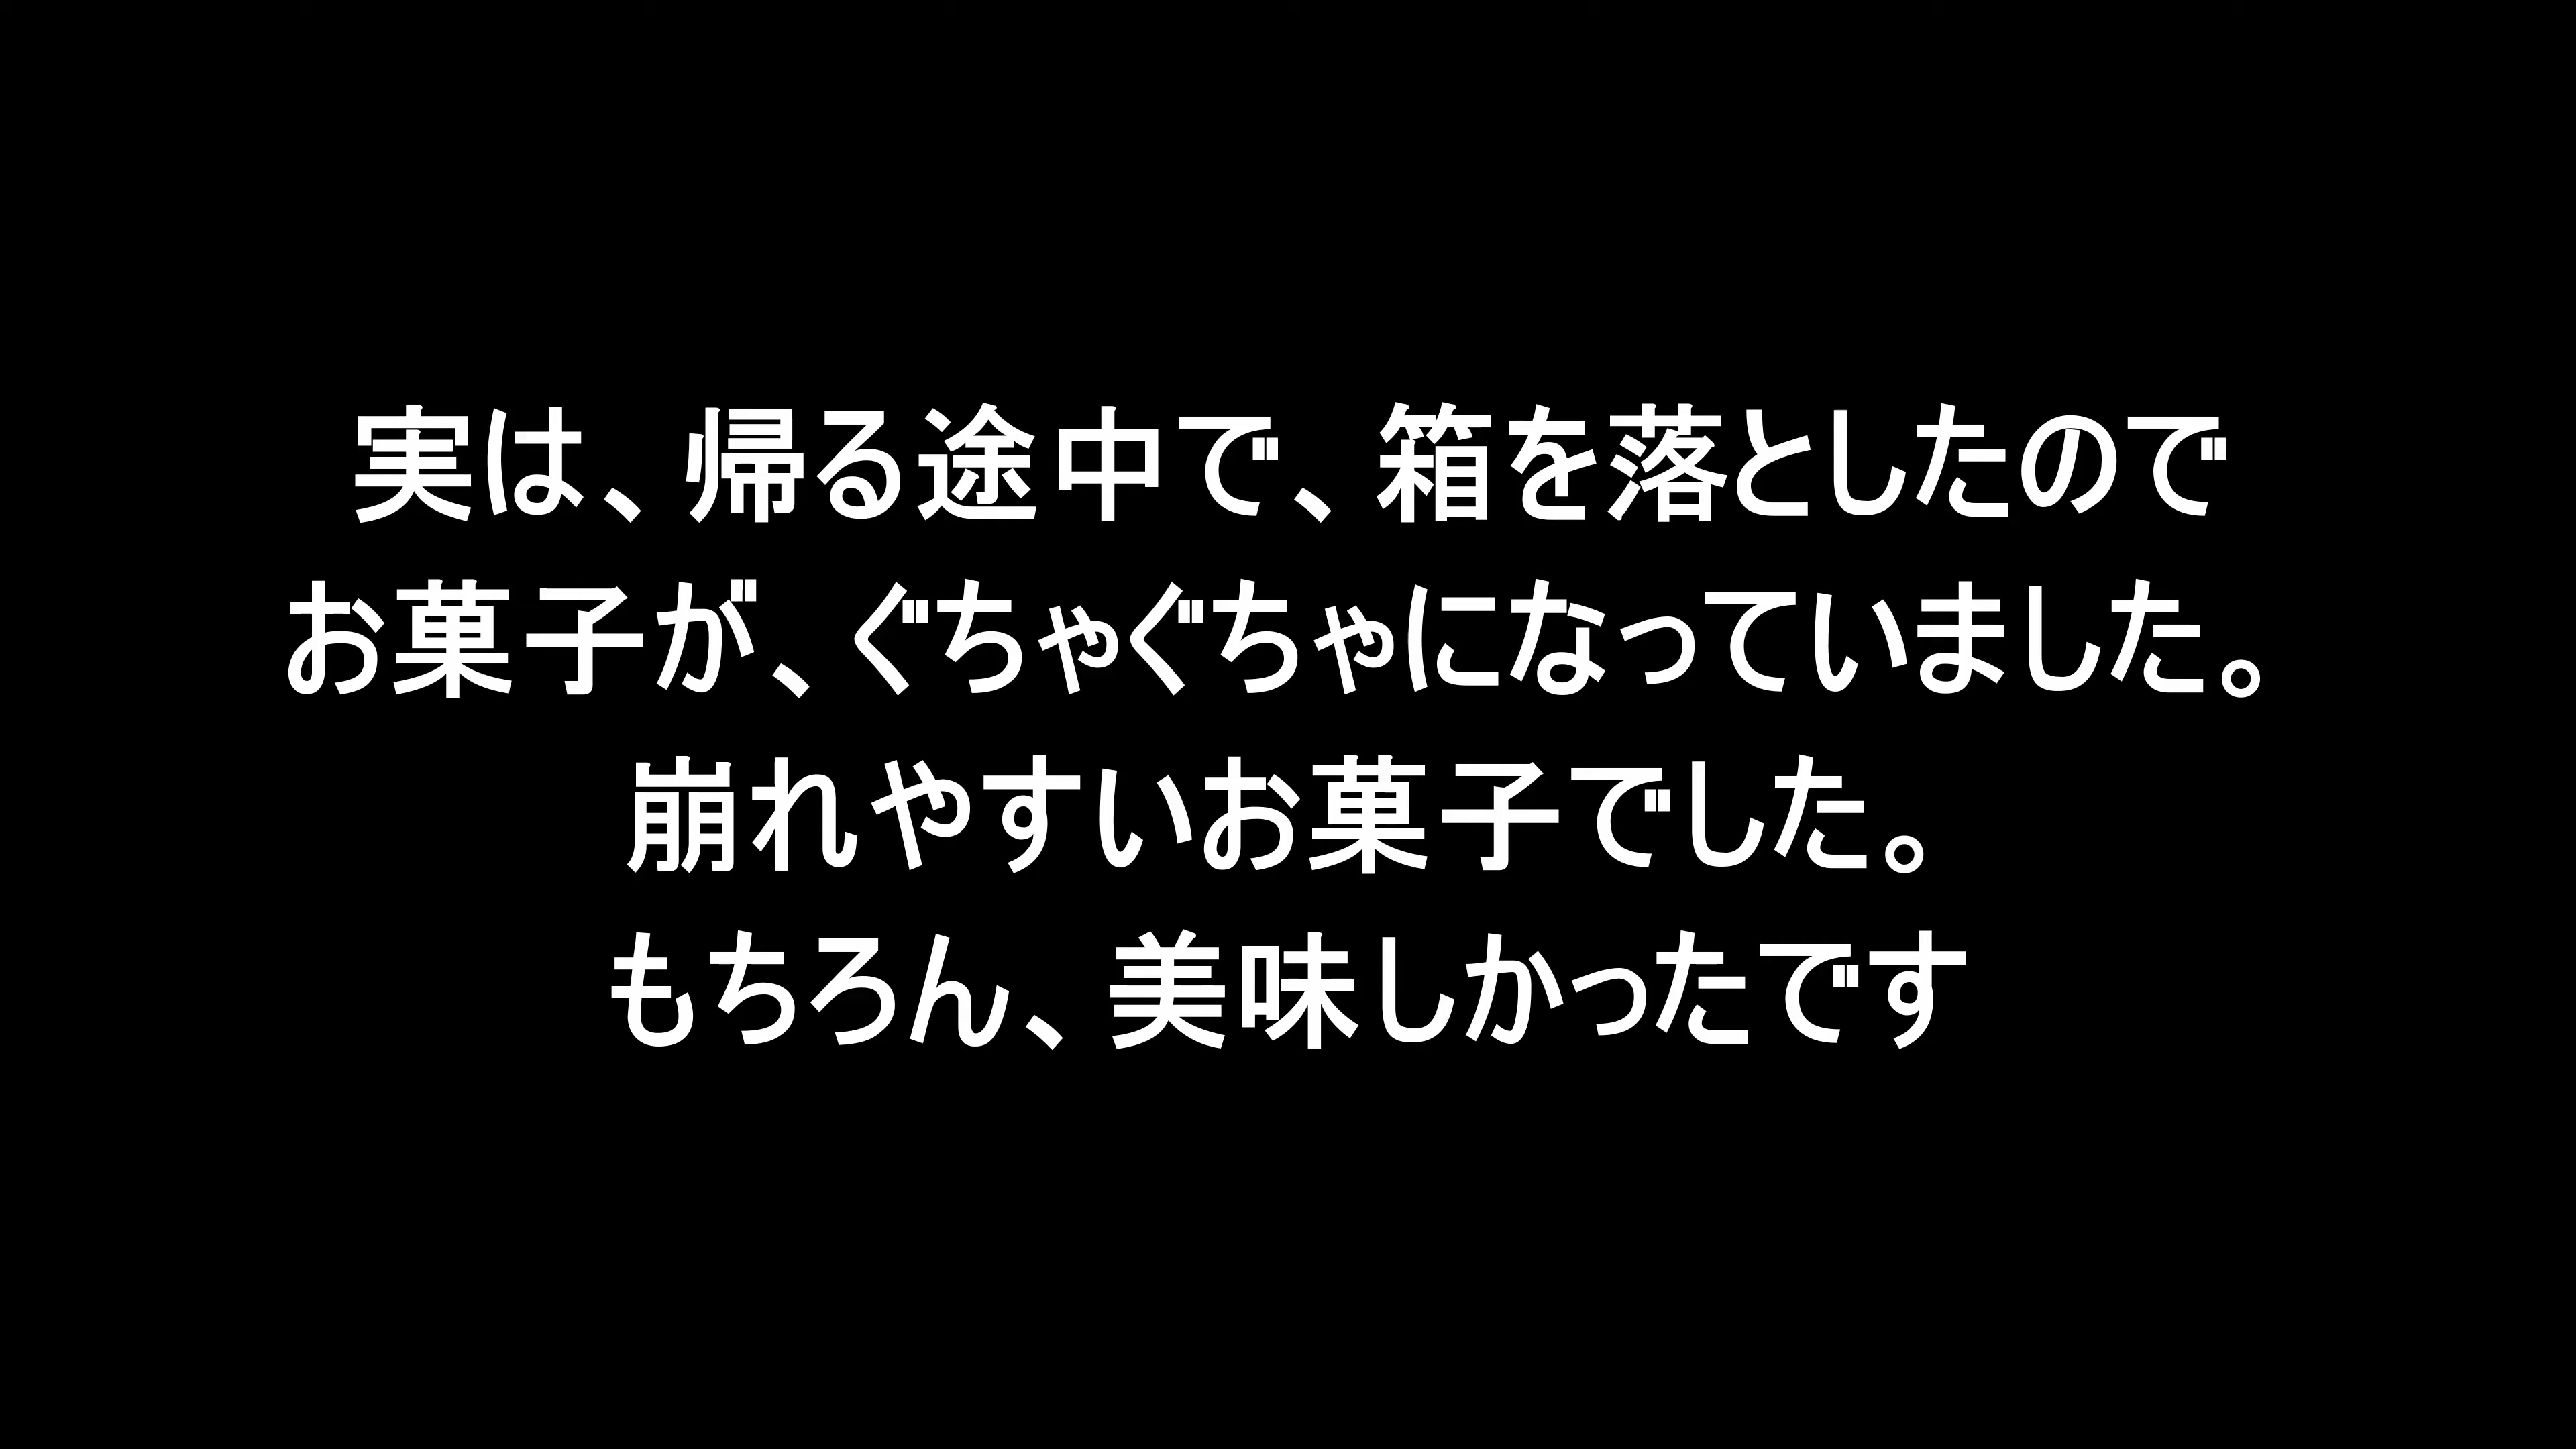 実は、帰る途中で、箱を落としたので
お菓子が、ぐちゃぐちゃになっていました。
崩れやすいお菓子でした。
もちろん、美味しかったです